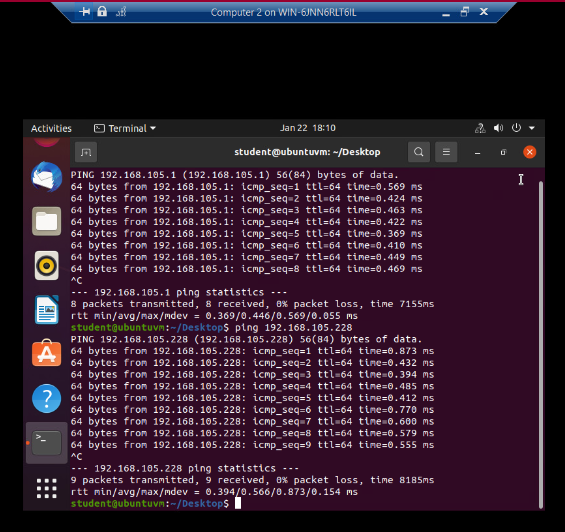 Computer 2 on WIN-6JNN6RLT6IL
Activities
Terminal
Jan 22 18:10
student@ubuntuvm: ~/Desktop
PING 192.168.105.1 (192.168.105.1) 56(84) bytes of data.
64 bytes from 192.168.105.1: icmp_seq=1 ttl=64 time=0.569 ms
64 bytes from 192.168.105.1: icmp_seq=2 ttl=64 time=0.424 ms
64 bytes from 192.168.105.1: icmp_seq=3 ttl=64 time=0.463 ms
64 bytes from 192.168.105.1: icmp_seq=4 ttl=64 time=0.422 ms
64 bytes from 192.168.105.1: icmp_seq=5 ttl=64 time=0.369 ms
64 bytes from 192.168.105.1: icmp_seq=6 ttl=64 time=0.410 ms
64 bytes from 192.168.105.1: icmp_seq=7 ttl=64 time=0.449 ms
64 bytes from 192.168.105.1: icmp_seq=8 ttl=64 time=0.469 ms
^C
--- 192.168.105.1 ping statistics ---
8 packets transmitted, 8 received, 0% packet loss, time 7155ms
rtt min/avg/max/mdev = 0.369/0.446/0.569/0.055 ms
student@ubuntuvm:~/Desktop$ ping 192.168.105.228
PING 192.168.105.228 (192.168.105.228) 56(84) bytes of data.
64 bytes from 192.168.105.228: icmp_seq=1 ttl=64 time=0.873 ms
64 bytes from 192.168.105.228: icmp_seq=2 ttl=64 time=0.432 ms
64 bytes from 192.168.105.228: icmp_seq=3 ttl=64 time=0.394 ms
64 bytes from 192.168.105.228: icmp_seq=4 ttl=64 time=0.485 ms
64 bytes from 192.168.105.228: icmp_seq=5 ttl=64 time=0.412 ms
64 bytes from 192.168.105.228: icmp_seq=6 ttl=64 time=0.770 ms
64 bytes from 192.168.105.228: icmp_seq=7 ttl=64 time=0.600 ms
64 bytes from 192.168.105.228: icmp_seq=8 ttl=64 time=0.579 ms
64 bytes from 192.168.105.228: icmp_seq=9 ttl=64 time=0.555 ms
^C
--- 192.168.105.228 ping statistics ---
9 packets transmitted, 9 received, 0% packet loss, time 8185ms
rtt min/avg/max/mdev = 0.394/0.566/0.873/0.154 ms
student@ubuntuvm:~/Desktop$